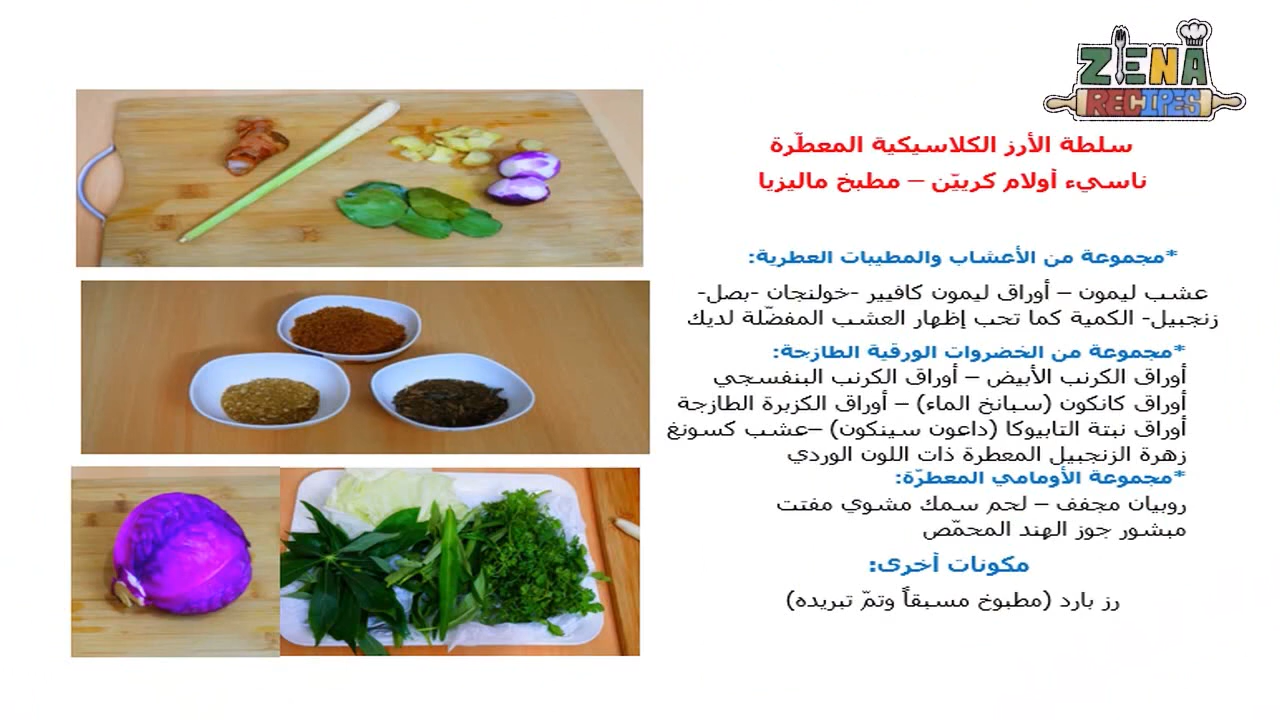 ZENA
RECIPES
سلطة الأرز الكلاسيكية المعطّرة
ناسيء أولام كربيّن – مطبخ ماليزيا
*مجموعة من الأعشاب والمطيبات العطرية:
عشب ليمون – أوراق ليمون كافيير -خولنجان -بصل-
زنجبيل- الكمية كما تحب إظهار العشب المفضّلة لديك
*مجموعة من الخضروات الورقية الطازجة:
أوراق الكرنب الأبيض – أوراق الكرنب البنفسجي
أوراق كانكون (سبانخ الماء) – أوراق الكزبرة الطازجة
أوراق نبتة التابيوكا (داعون سينكون) –عشب كسونغ
زهرة الزنجبيل المعطرة ذات اللون الوردي
*مجموعة الأومامي المعطرّة:
روبيان مجفف – لحم سمك مشوي مفتت
مبشور جوز الهند المحمّص
مكونات أخرى:
رز بارد (مطبوخ مسبقاً وتمّ تبريده)